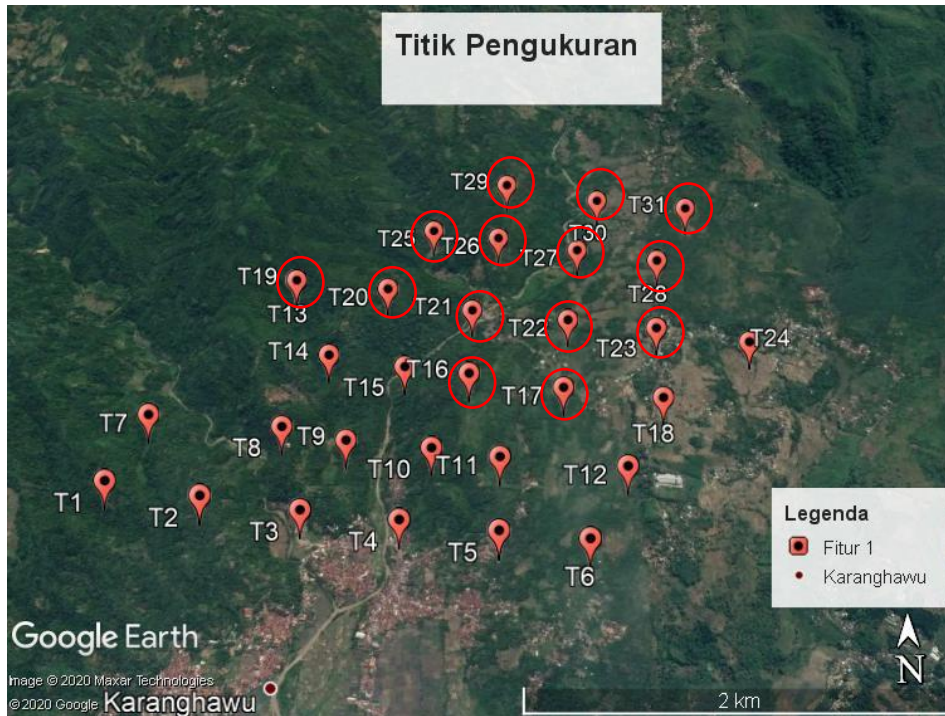 Titik Pengukuran
T29
T31
T30
T25
T26
T27
T19
T20
T28
T13
T21
T22
T23
T24
T14
T15
T16
T17
T18
T7
T8
T9
T10
T11
T12
T1
T2
T3
T4
T5
T6
Legenda
Fitur 1
Karanghawu
Google Earth
Image © 2020 Maxar Technologies
© 2020 Google
Karanghawu
N
2 km